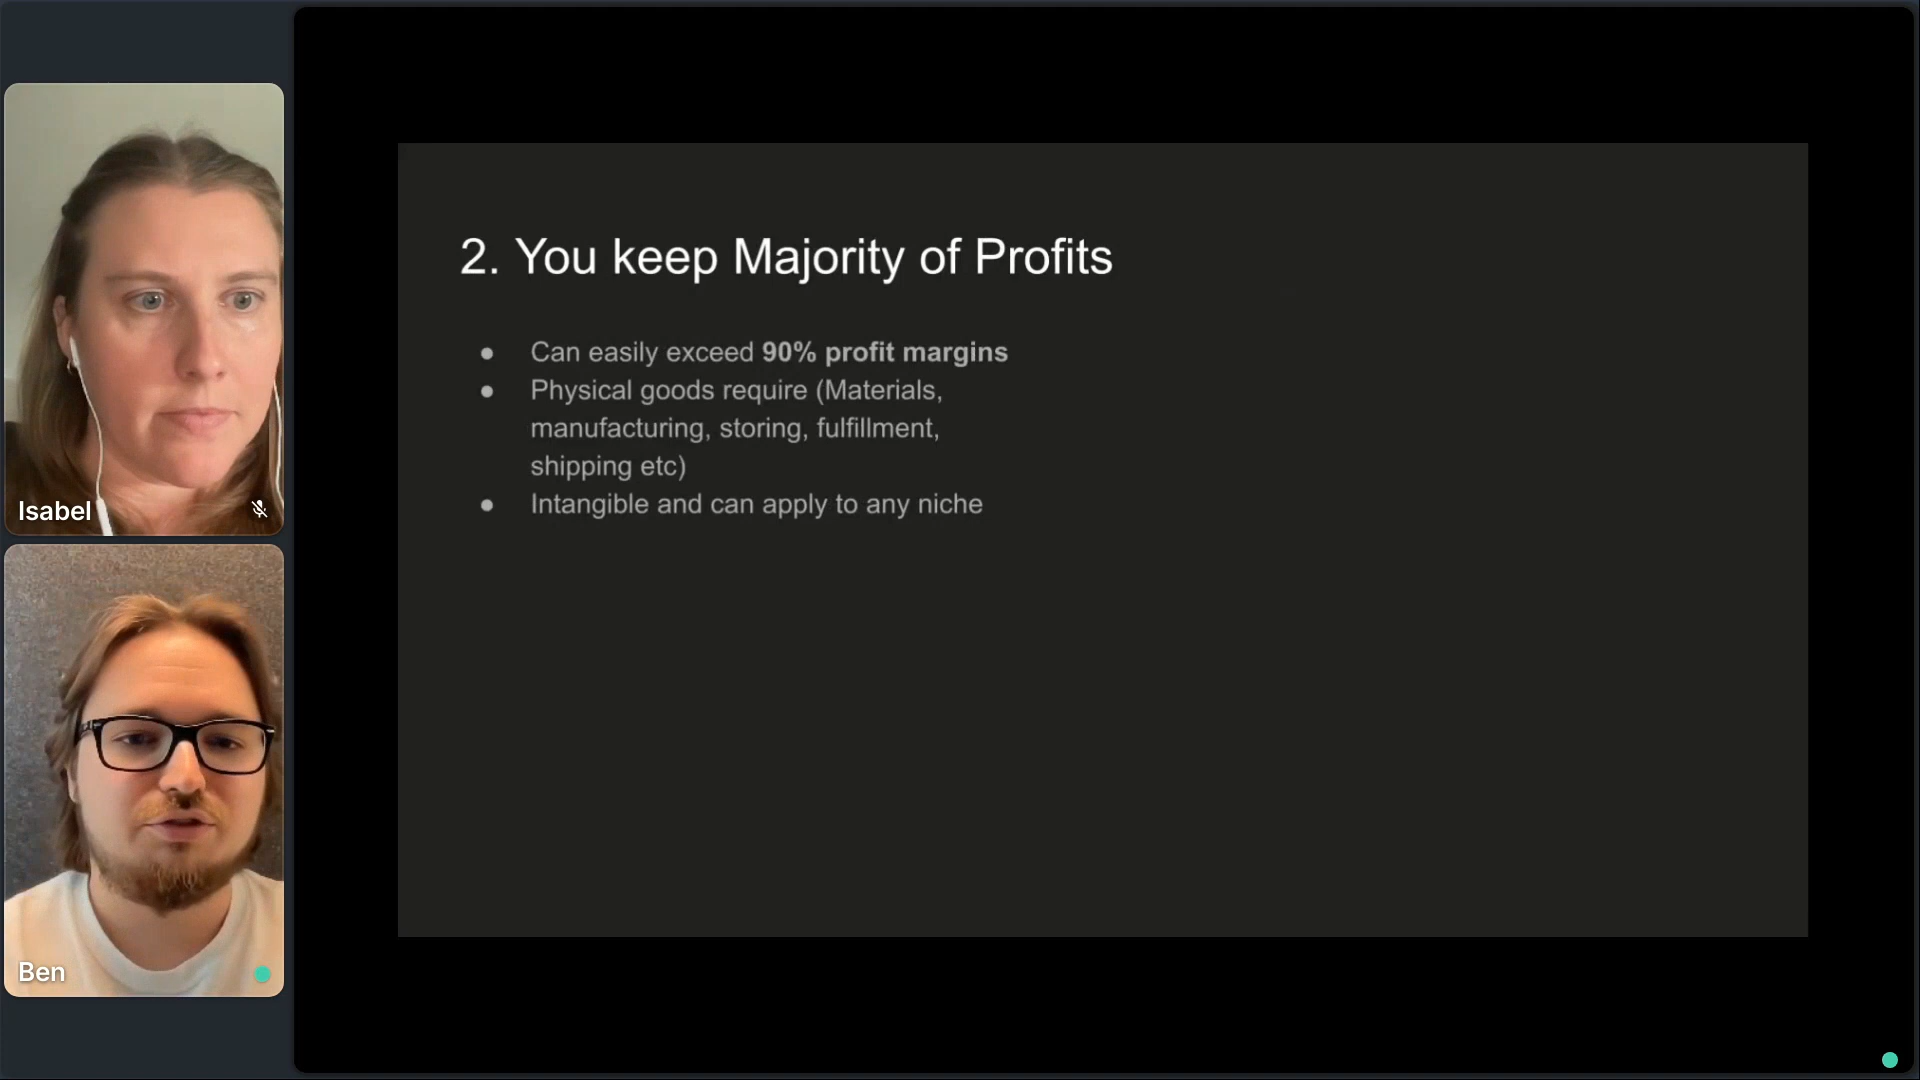 2. You keep Majority of Profits
● Can easily exceed 90% profit margins
● Physical goods require (Materials,
manufacturing, storing, fulfillment,
shipping etc)
● Intangible and can apply to any niche
Isabel
Ben